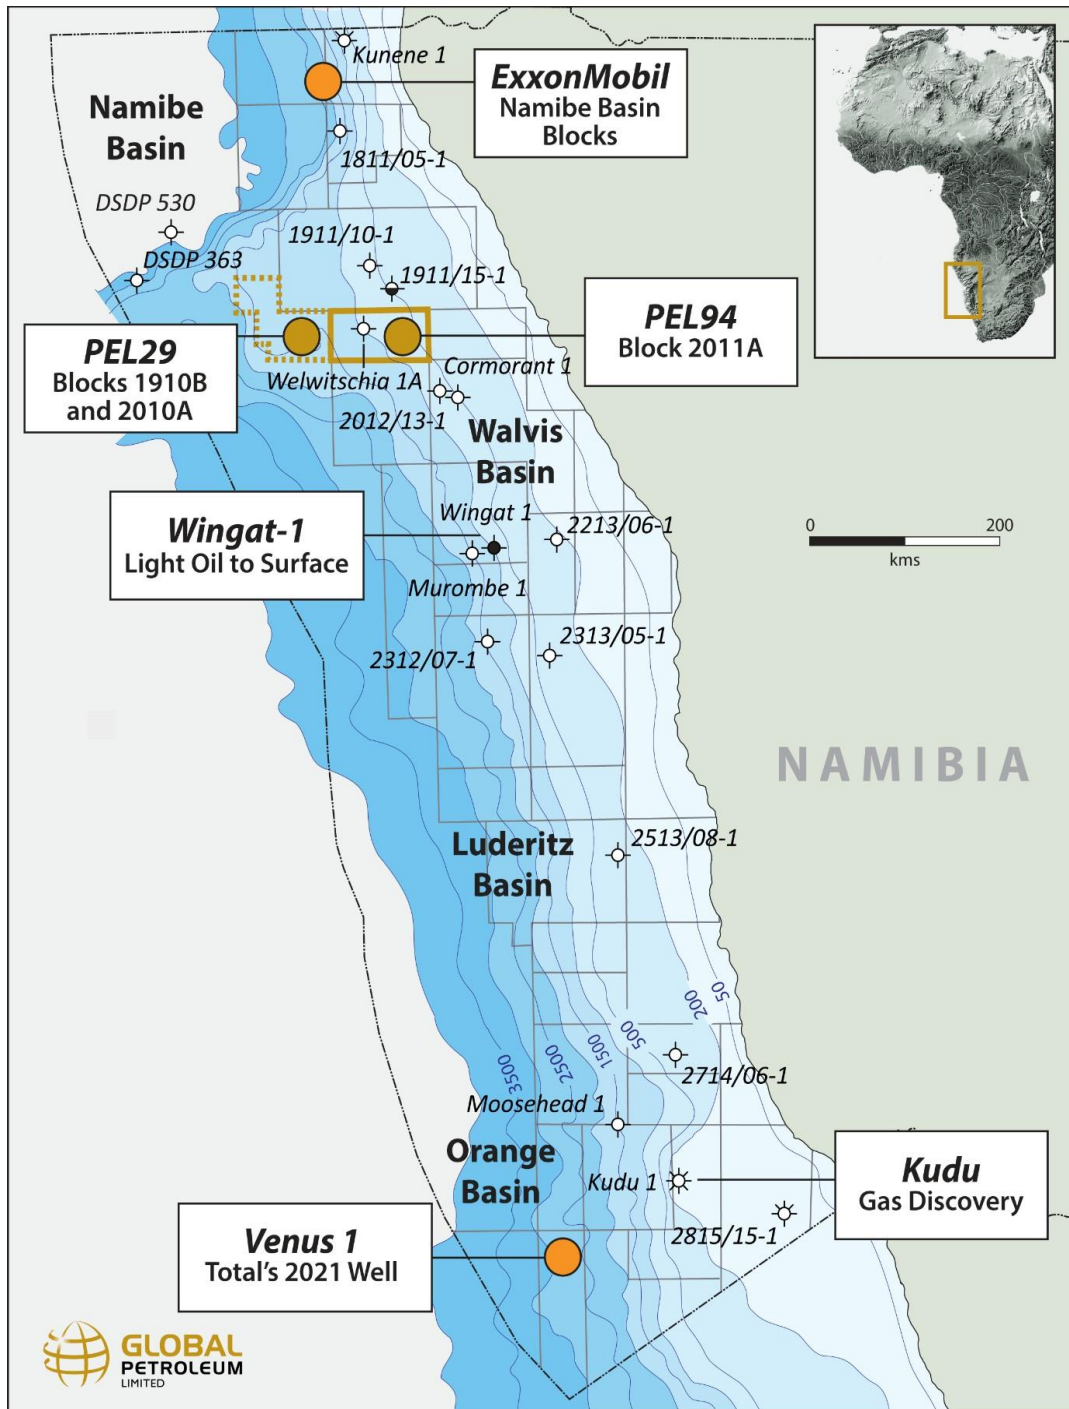 Kunene 1
ExxonMobil
Namibe Basin
Blocks
Namibe
Basin
1811/05-1
DSDP 530
1911/10-1
DSDP 363
1911/15-1
PEL29
Blocks 1910B
and 2010A
PEL94
Block 2011A
Welwitschia 1A
Cormorant 1
2012/13-1
Walvis
Basin
Wingat-1
Light Oil to Surface
Wingat 1
2213/06-1
0 200
kms
Murombe 1
2312/07-1
2313/05-1
NAMIBIA
Luderitz
Basin
2513/08-1
3500
2500
1500
500
200
50
2714/06-1
Moosehead 1
Orange
Basin
Kudu 1
Kudu
Gas Discovery
2815/15-1
Venus 1
Total's 2021 Well
GLOBAL
PETROLEUM
LIMITED